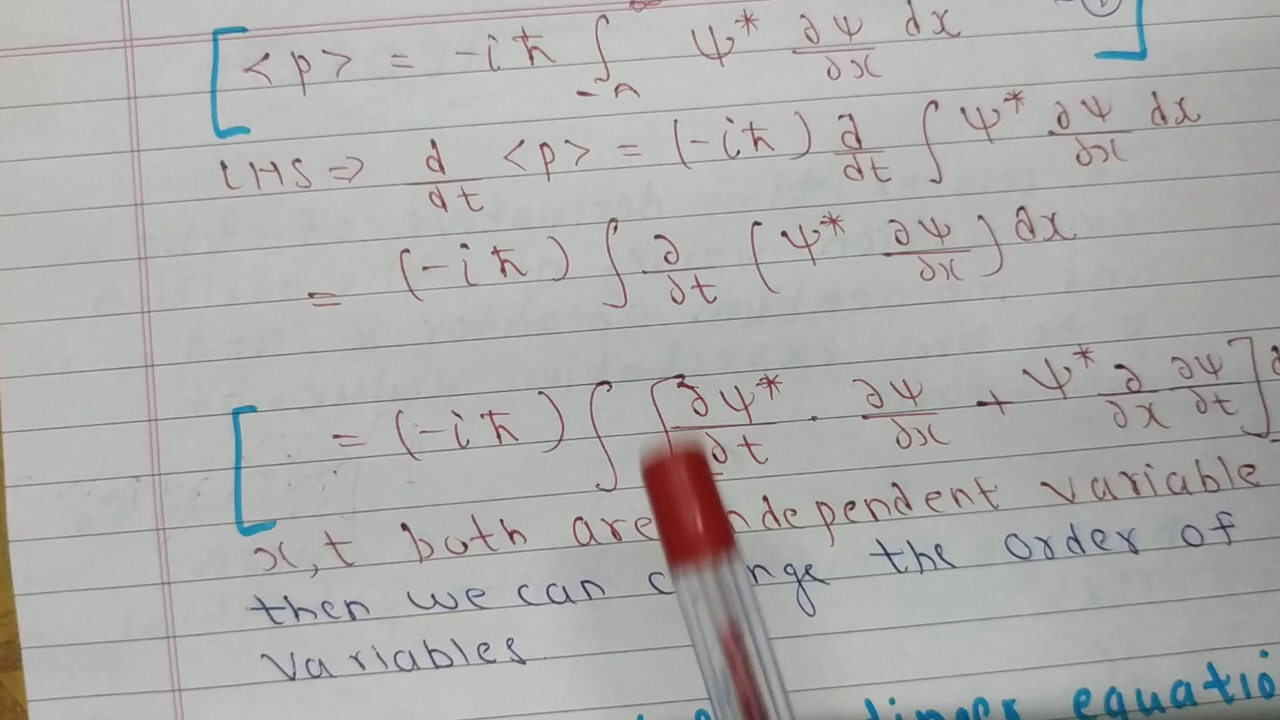 <p> = -iħ ∫_{-∞} Ψ* ∂Ψ/∂x dx
LHS ⇒ d/dt <p> = (-iħ) d/dt ∫ Ψ* ∂Ψ/∂x dx
= (-iħ) ∫ ∂/∂t (Ψ* ∂Ψ/∂x) dx
= (-iħ) ∫ [∂Ψ*/∂t · ∂Ψ/∂x + Ψ* ∂/∂x ∂Ψ/∂t]
x, t both are independent variable
then we can the order of
variables
equatio